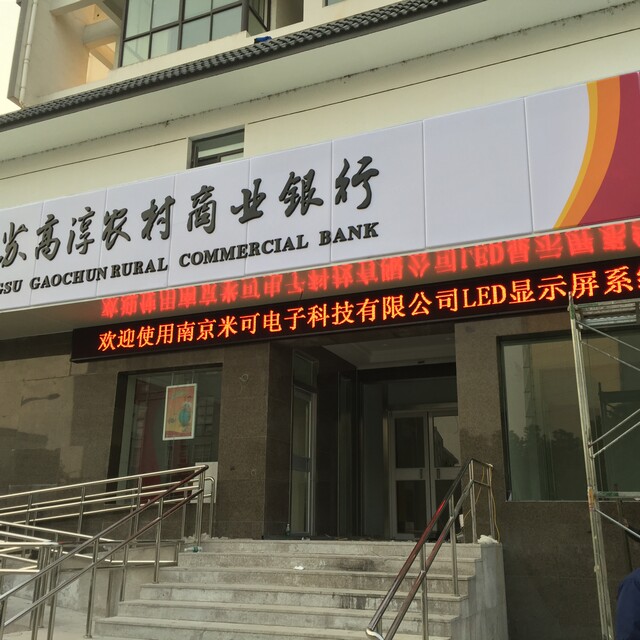 苏高淳农村商业银行
GSU GAOCHUN RURAL COMMERCIAL BANK
欢迎使用南京米可电子科技有限公司LED显示屏系